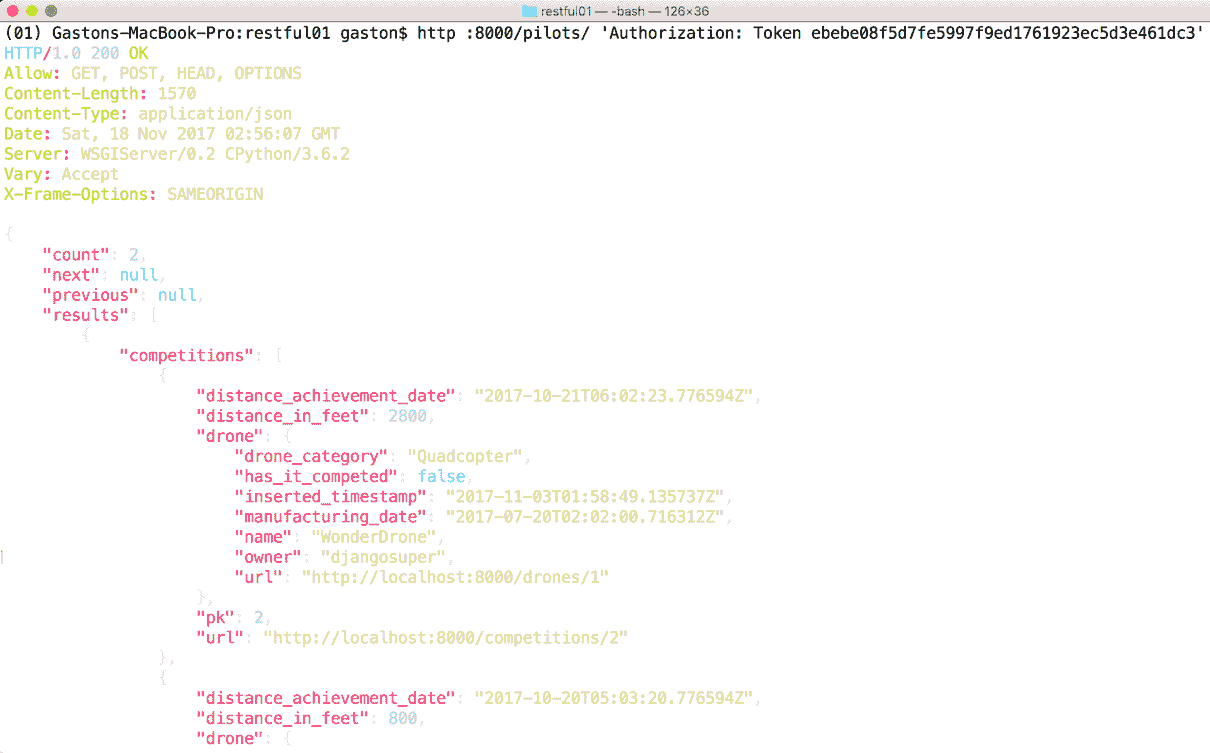 restful01 — -bash — 126×36
(01) Gastons-MacBook-Pro:restful01 gaston$ http :8000/pilots/ 'Authorization: Token ebebe08f5d7fe5997f9ed1761923ec5d3e461dc3'
HTTP/1.0 200 OK
Allow: GET, POST, HEAD, OPTIONS
Content-Length: 1570
Content-Type: application/json
Date: Sat, 18 Nov 2017 02:56:07 GMT
Server: WSGIServer/0.2 CPython/3.6.2
Vary: Accept
X-Frame-Options: SAMEORIGIN
{
    "count": 2,
    "next": null,
    "previous": null,
    "results": [
        {
            "competitions": [
                {
                    "distance_achievement_date": "2017-10-21T06:02:23.776594Z",
                    "distance_in_feet": 2800,
                    "drone": {
                        "drone_category": "Quadcopter",
                        "has_it_competed": false,
                        "inserted_timestamp": "2017-11-03T01:58:49.135737Z",
                        "manufacturing_date": "2017-07-20T02:02:00.716312Z",
                        "name": "WonderDrone",
                        "owner": "djangosuper",
                        "url": "http://localhost:8000/drones/1"
                    },
                    "pk": 2,
                    "url": "http://localhost:8000/competitions/2"
                },
                {
                    "distance_achievement_date": "2017-10-20T05:03:20.776594Z",
                    "distance_in_feet": 800,
                    "drone": {